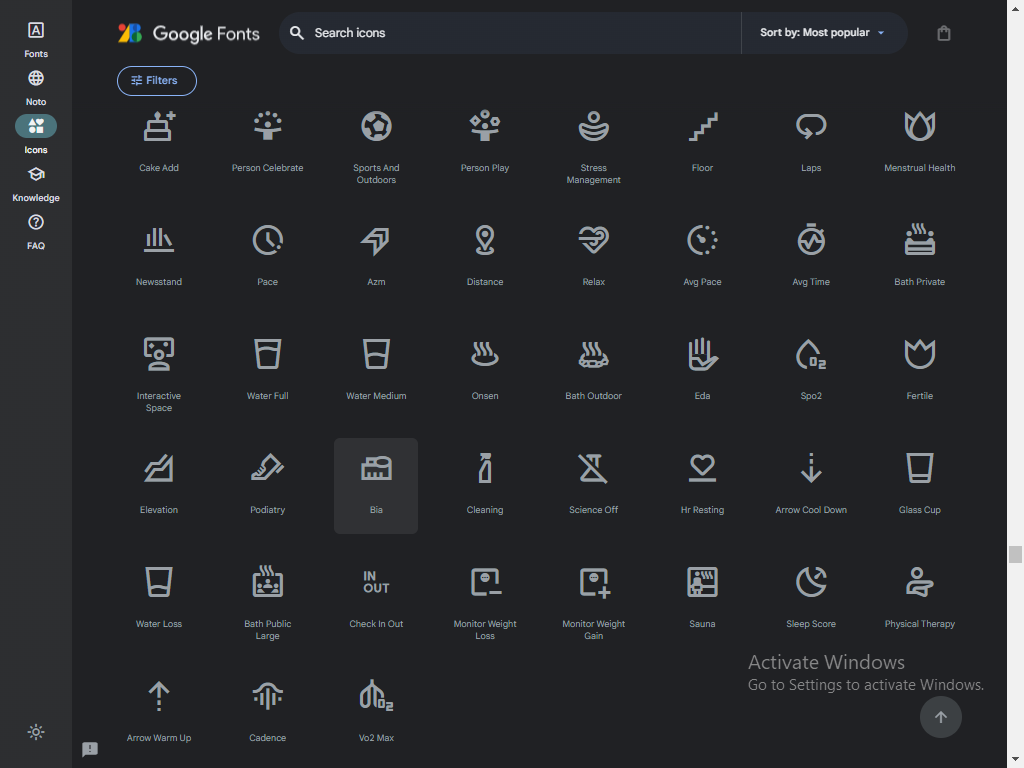 Google Fonts
Search icons
Sort by: Most popular
Fonts
Noto
Icons
Knowledge
FAQ
Filters
Cake Add
Person Celebrate
Sports And
Outdoors
Person Play
Stress
Management
Floor
Laps
Menstrual Health
Newsstand
Pace
Azm
Distance
Relax
Avg Pace
Avg Time
Bath Private
Interactive
Space
Water Full
Water Medium
Onsen
Bath Outdoor
Eda
Spo2
Fertile
Elevation
Podiatry
Bia
Cleaning
Science Off
Hr Resting
Arrow Cool Down
Glass Cup
Water Loss
Bath Public
Large
IN
OUT
Check In Out
Monitor Weight
Loss
Monitor Weight
Gain
Sauna
Sleep Score
Physical Therapy
Arrow Warm Up
Cadence
Vo2 Max
Activate Windows
Go to Settings to activate Windows.